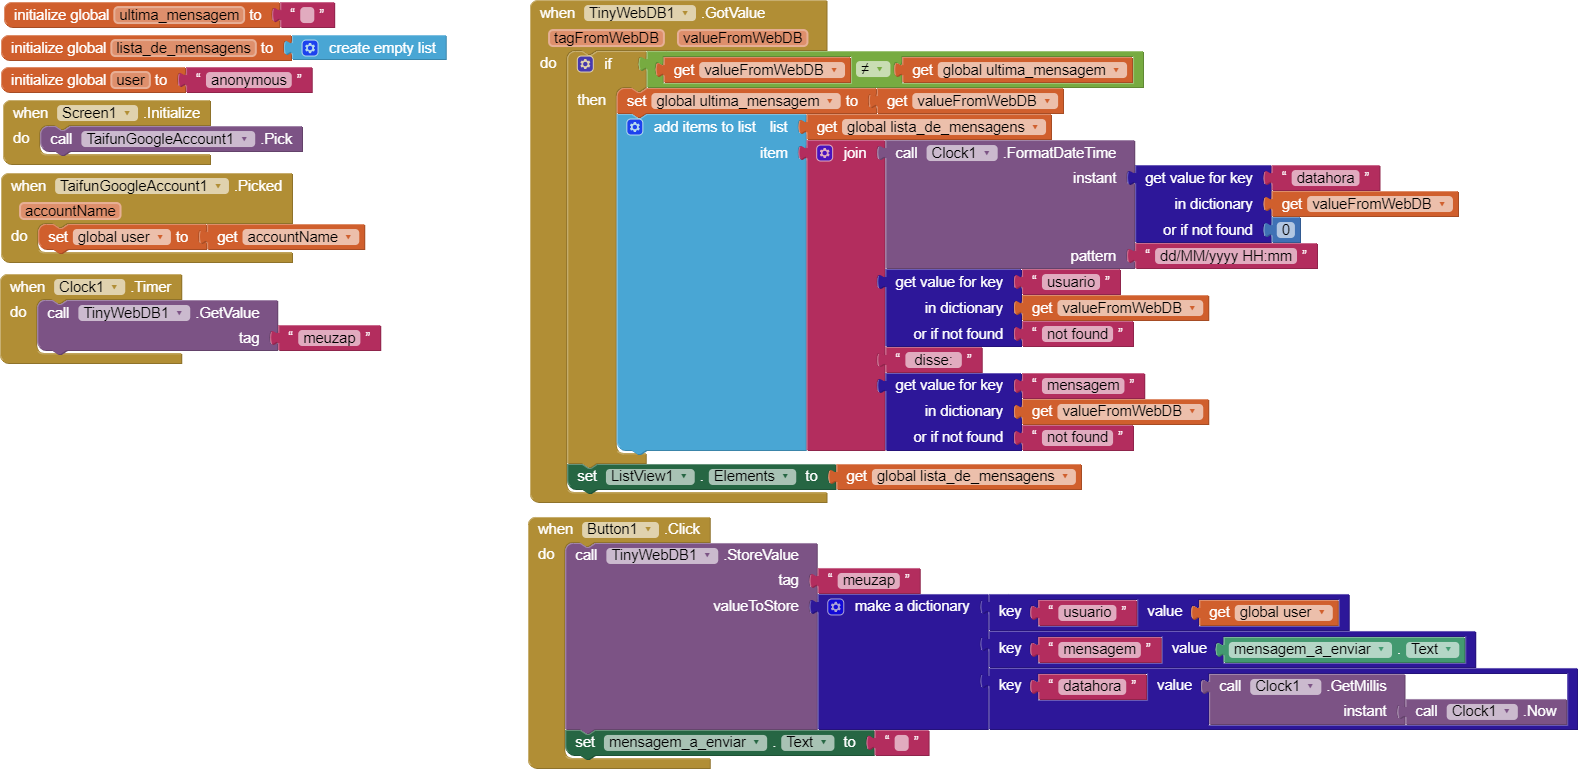 initialize global ultima_mensagem to “ ”
initialize global lista_de_mensagens to create empty list
initialize global user to “ anonymous ”
when Screen1 .Initialize
do call TaifunGoogleAccount1 .Pick
when TaifunGoogleAccount1 .Picked
accountName
do set global user to get accountName
when Clock1 .Timer
do call TinyWebDB1 .GetValue
tag “ meuzap ”
when TinyWebDB1 .GotValue
tagFromWebDB valueFromWebDB
do if get valueFromWebDB ≠ get global ultima_mensagem
then set global ultima_mensagem to get valueFromWebDB
add items to list list get global lista_de_mensagens
item join call Clock1 .FormatDateTime
instant get value for key “ datahora ”
in dictionary get valueFromWebDB
or if not found 0
pattern “ dd/MM/yyyy HH:mm ”
get value for key “ usuario ”
in dictionary get valueFromWebDB
or if not found “ not found ”
“ disse: ”
get value for key “ mensagem ”
in dictionary get valueFromWebDB
or if not found “ not found ”
set ListView1 . Elements to get global lista_de_mensagens
when Button1 .Click
do call TinyWebDB1 .StoreValue
tag “ meuzap ”
valueToStore make a dictionary key “ usuario ” value get global user
key “ mensagem ” value mensagem_a_enviar . Text
key “ datahora ” value call Clock1 .GetMillis
instant call Clock1 .Now
set mensagem_a_enviar . Text to “ ”